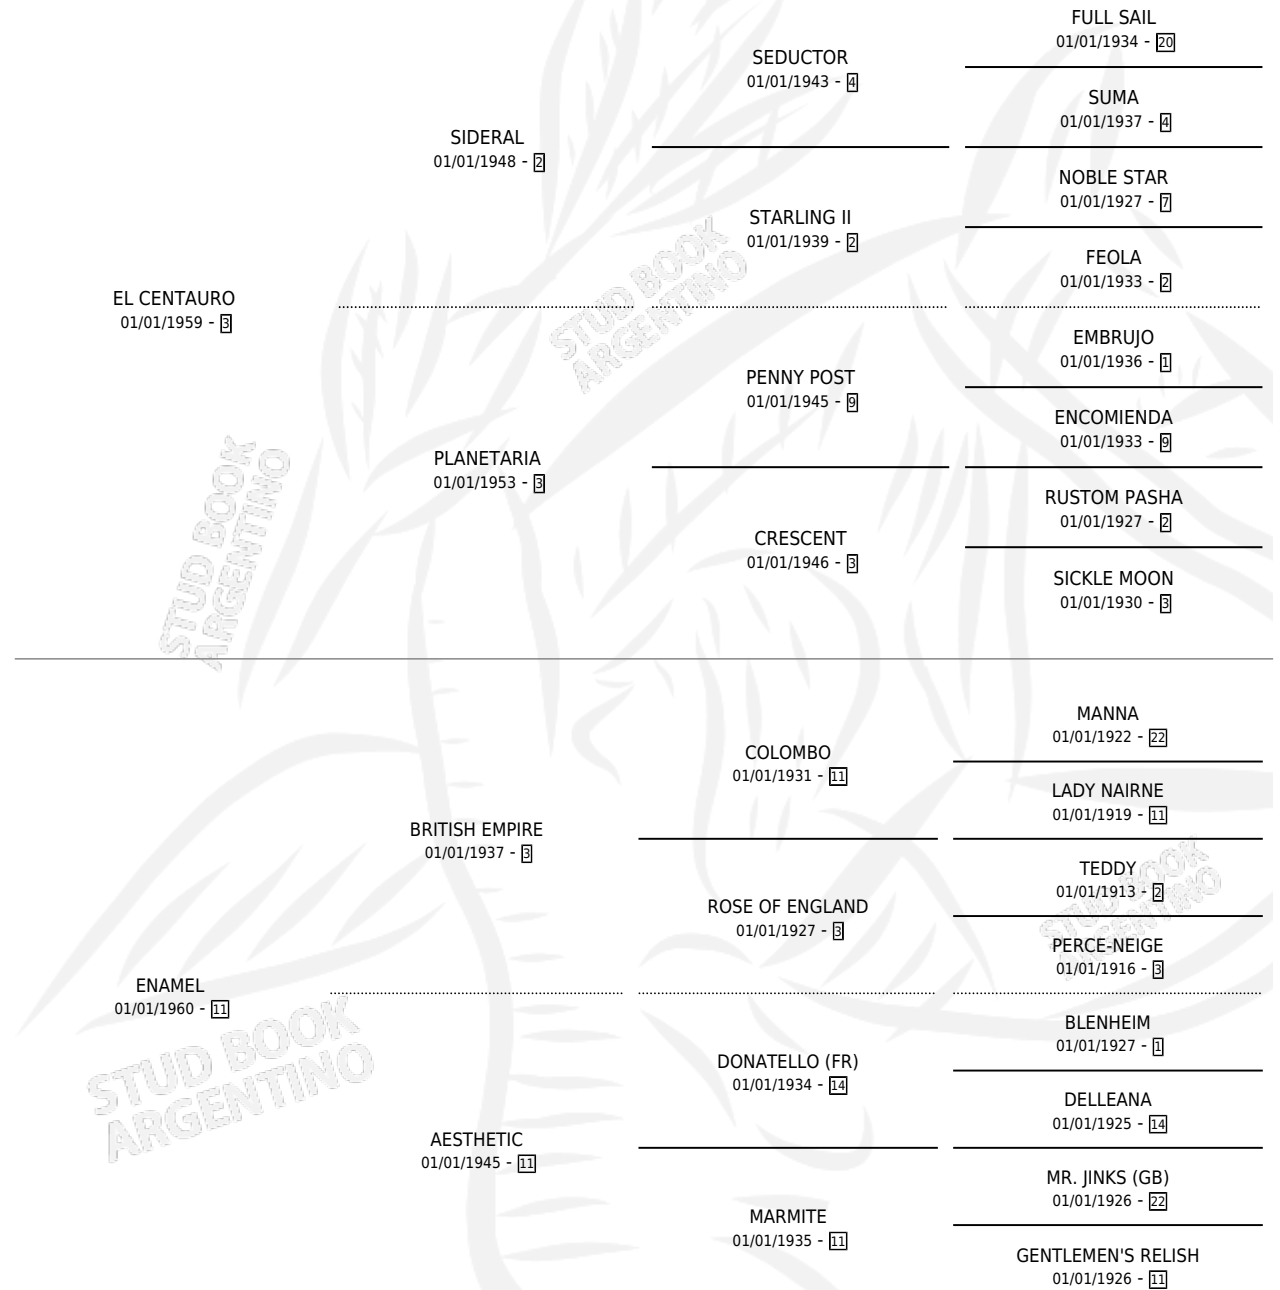 FULL SAIL
01/01/1934 - 20
SEDUCTOR
01/01/1943 - 4
SUMA
01/01/1937 - 4
SIDERAL
01/01/1948 - 2
NOBLE STAR
01/01/1927 - 7
STARLING II
01/01/1939 - 2
FEOLA
01/01/1933 - 2
EL CENTAURO
01/01/1959 - 3
EMBRUJO
01/01/1936 - 1
PENNY POST
01/01/1945 - 9
ENCOMIENDA
01/01/1933 - 9
PLANETARIA
01/01/1953 - 3
RUSTOM PASHA
01/01/1927 - 2
CRESCENT
01/01/1946 - 3
SICKLE MOON
01/01/1930 - 3
MANNA
01/01/1922 - 22
COLOMBO
01/01/1931 - 11
LADY NAIRNE
01/01/1919 - 11
BRITISH EMPIRE
01/01/1937 - 3
TEDDY
01/01/1913 - 2
ROSE OF ENGLAND
01/01/1927 - 3
PERCE-NEIGE
01/01/1916 - 3
ENAMEL
01/01/1960 - 11
BLENHEIM
01/01/1927 - 1
DONATELLO (FR)
01/01/1934 - 14
DELLEANA
01/01/1925 - 14
AESTHETIC
01/01/1945 - 11
MR. JINKS (GB)
01/01/1926 - 22
MARMITE
01/01/1935 - 11
GENTLEMEN'S RELISH
01/01/1926 - 11
STUD BOOK
ARGENTINO
STUD BOOK
ARGENTINO
STUD BOOK
ARGENTINO
STUD BOOK
ARGENTINO